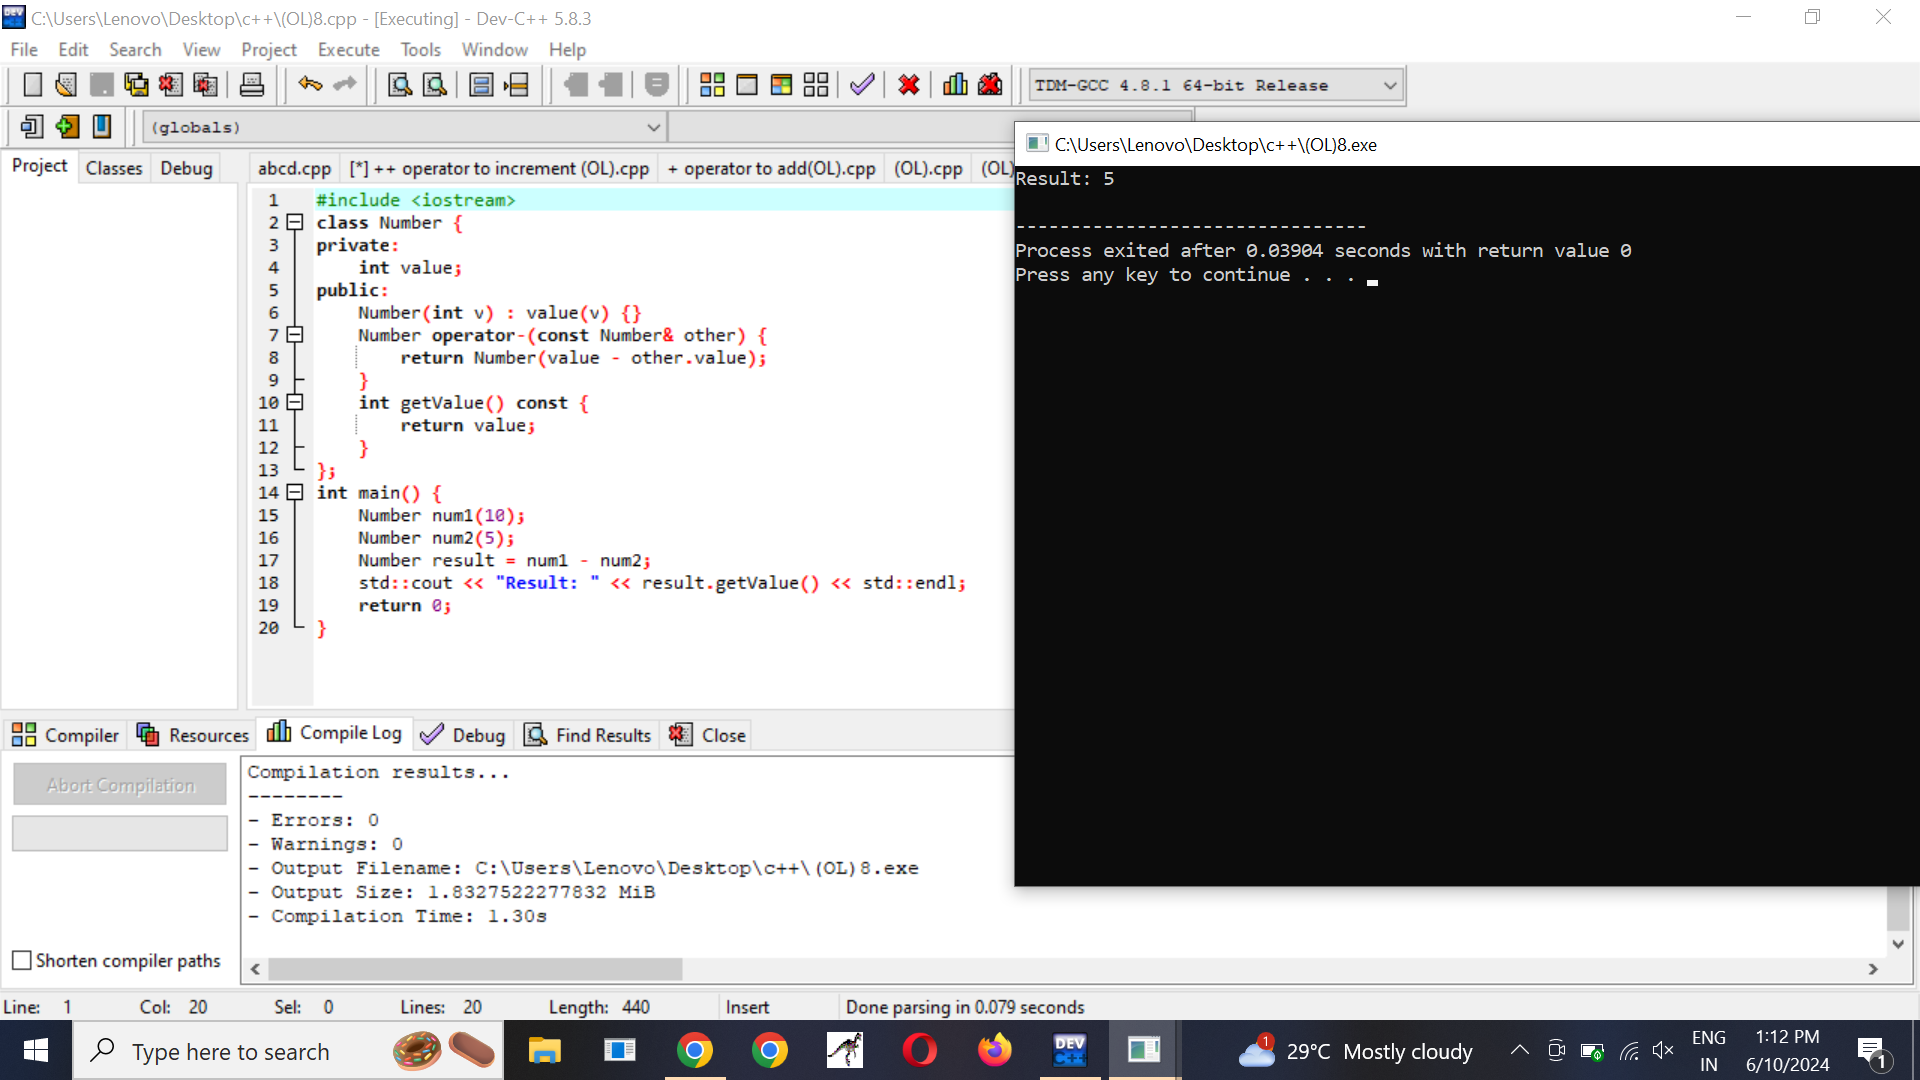 C:\Users\Lenovo\Desktop\c++\(OL)8.cpp - [Executing] - Dev-C++ 5.8.3
File Edit Search View Project Execute Tools Window Help
TDM-GCC 4.8.1 64-bit Release
(globals)
Project Classes Debug
abcd.cpp [*] ++ operator to increment (OL).cpp + operator to add(OL).cpp (OL).cpp (OL)
1 #include <iostream>
2 class Number {
3 private:
4     int value;
5 public:
6     Number(int v) : value(v) {}
7     Number operator-(const Number& other) {
8         return Number(value - other.value);
9     }
10     int getValue() const {
11         return value;
12     }
13 };
14 int main() {
15     Number num1(10);
16     Number num2(5);
17     Number result = num1 - num2;
18     std::cout << "Result: " << result.getValue() << std::endl;
19     return 0;
20 }
C:\Users\Lenovo\Desktop\c++\(OL)8.exe
Result: 5
--------------------------------
Process exited after 0.03904 seconds with return value 0
Press any key to continue . . .
Compiler Resources Compile Log Debug Find Results Close
Abort Compilation
Shorten compiler paths
Compilation results...
--------
- Errors: 0
- Warnings: 0
- Output Filename: C:\Users\Lenovo\Desktop\c++\(OL)8.exe
- Output Size: 1.8327522277832 MiB
- Compilation Time: 1.30s
Line: 1 Col: 20 Sel: 0 Lines: 20 Length: 440 Insert Done parsing in 0.079 seconds
Type here to search
DEV C++
1
29°C Mostly cloudy
ENG
IN
1:12 PM
6/10/2024
1